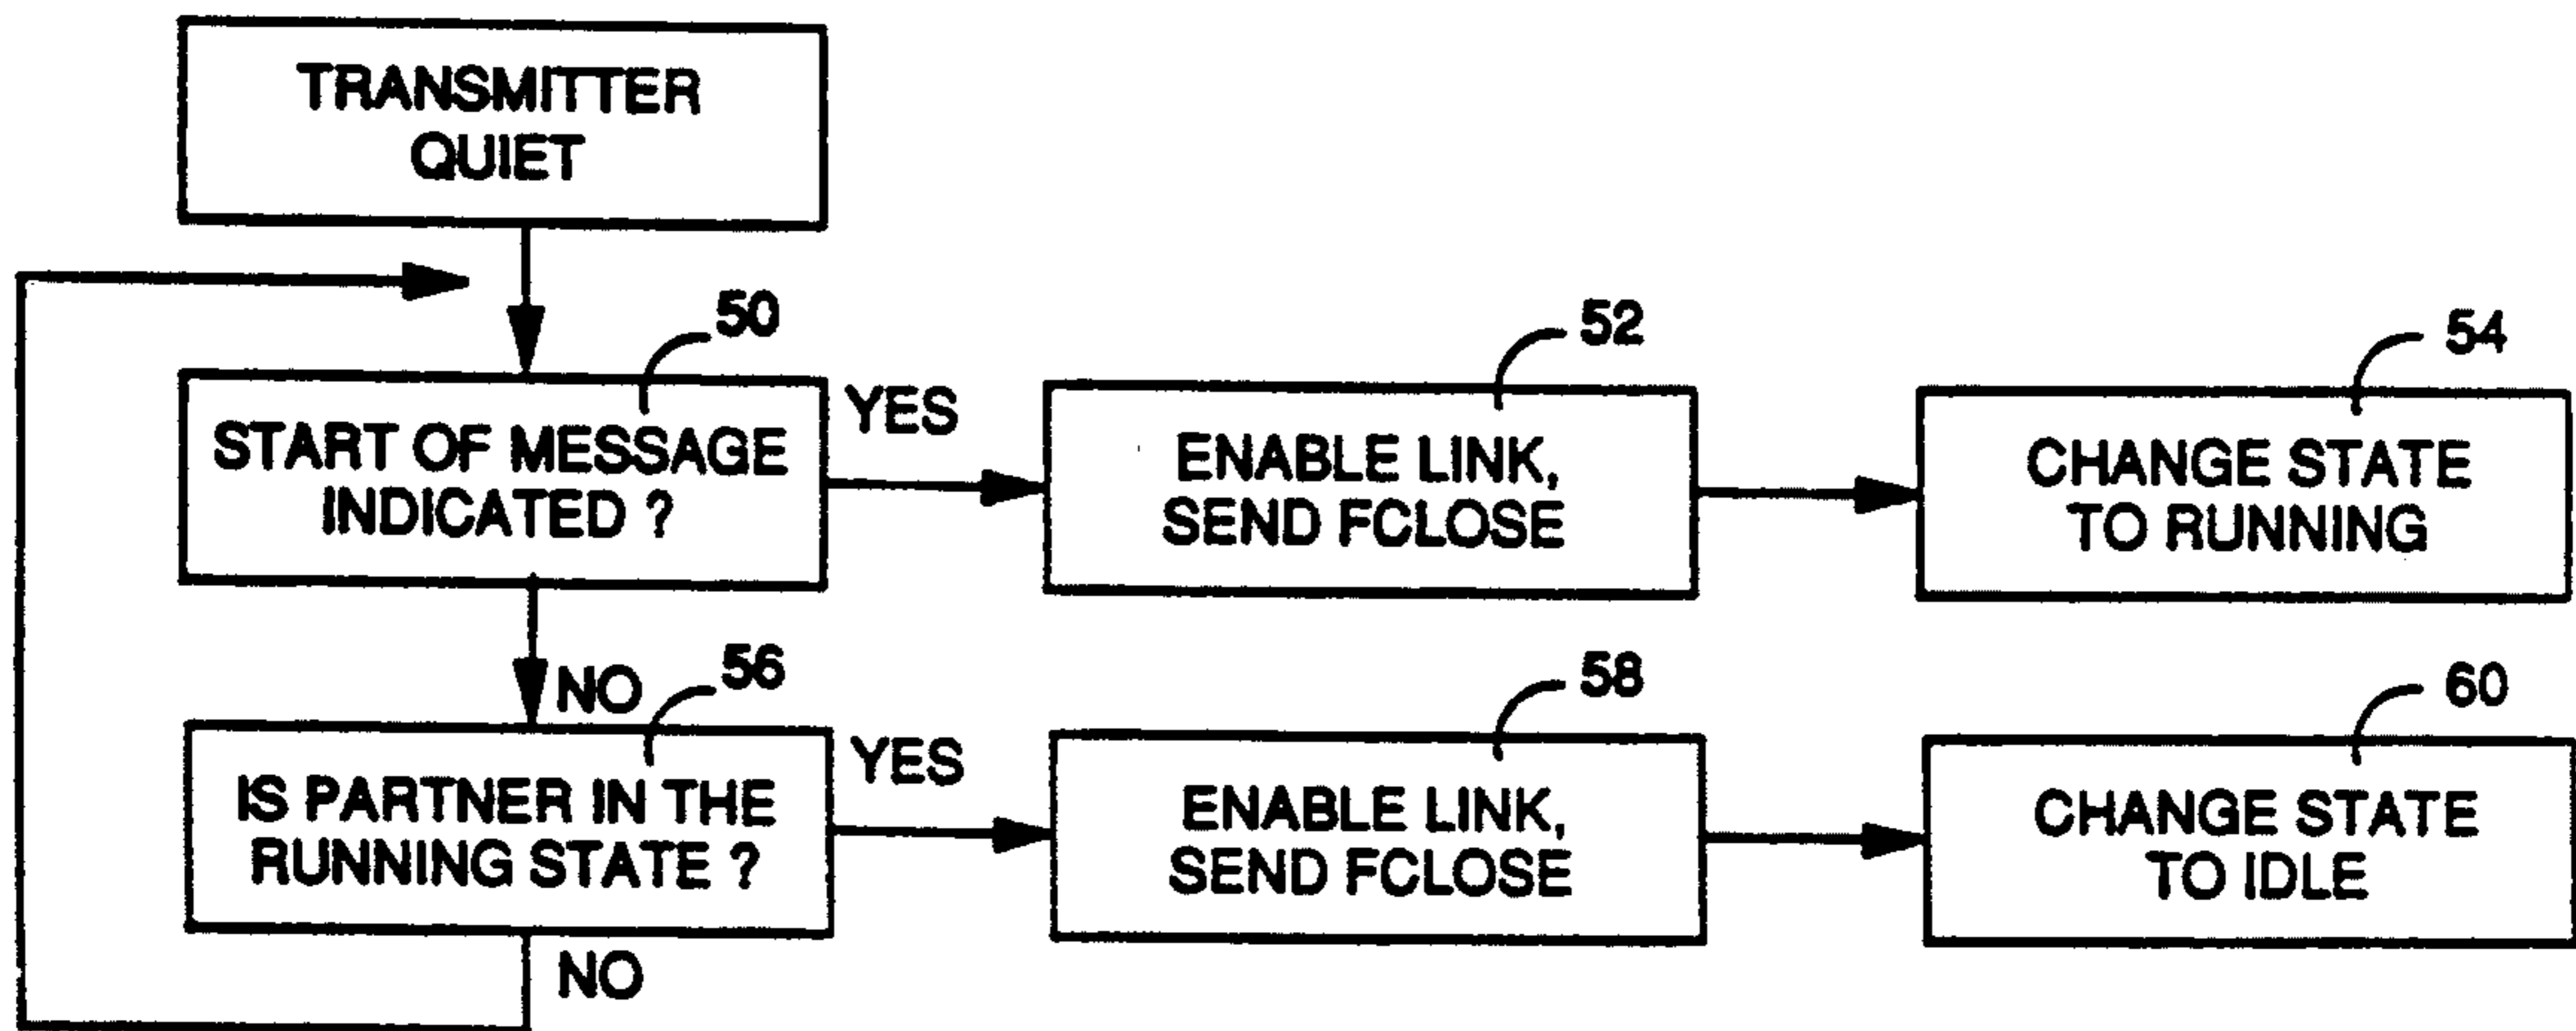 TRANSMITTER
QUIET
50
52
54
START OF MESSAGE
INDICATED ?
YES
ENABLE LINK,
SEND FCLOSE
CHANGE STATE
TO RUNNING
NO
56
58
60
IS PARTNER IN THE
RUNNING STATE ?
YES
ENABLE LINK,
SEND FCLOSE
CHANGE STATE
TO IDLE
NO